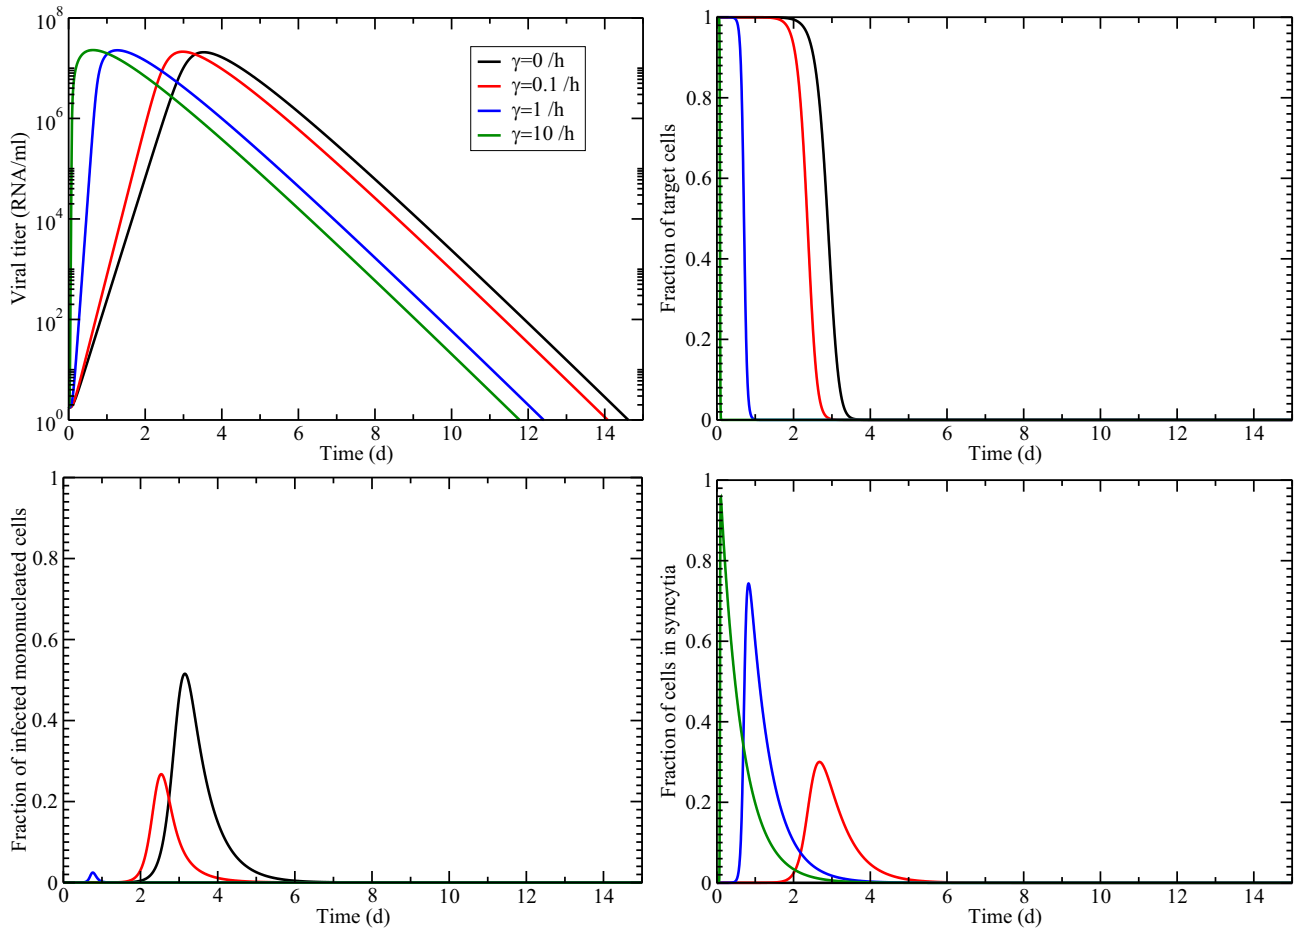 10^8
10^6
10^4
10^2
10^0
Viral titer (RNA/ml)
γ=0 /h
γ=0.1 /h
γ=1 /h
γ=10 /h
0 2 4 6 8 10 12 14
Time (d)
1
0.8
0.6
0.4
0.2
0
Fraction of target cells
0 2 4 6 8 10 12 14
Time (d)
1
0.8
0.6
0.4
0.2
0
Fraction of infected mononucleated cells
0 2 4 6 8 10 12 14
Time (d)
1
0.8
0.6
0.4
0.2
0
Fraction of cells in syncytia
0 2 4 6 8 10 12 14
Time (d)